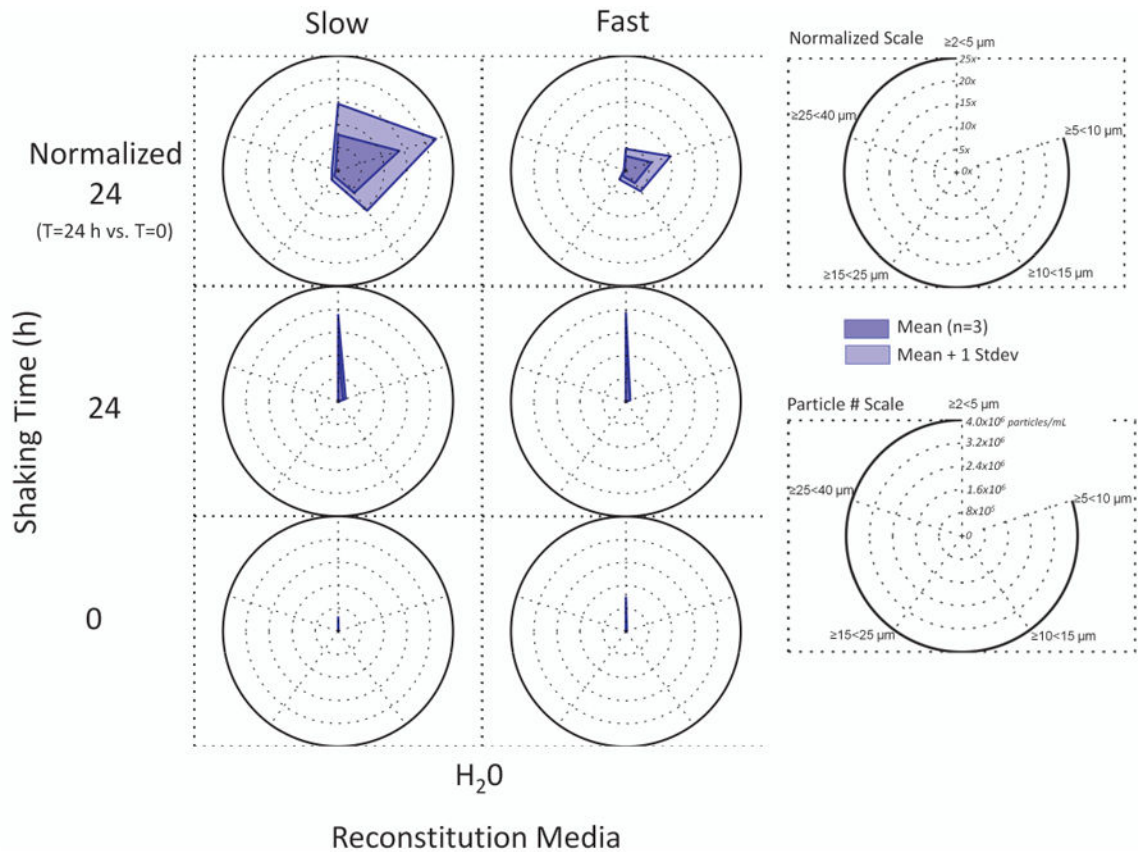 Slow
Fast
Normalized
24
(T=24 h vs. T=0)
24
0
Shaking Time (h)
H₂0
Reconstitution Media
Normalized Scale
≥2<5 µm
25x
20x
15x
10x
5x
0x
≥25<40 µm
≥5<10 µm
≥15<25 µm
≥10<15 µm
Mean (n=3)
Mean + 1 Stdev
Particle # Scale
≥2<5 µm
4.0x10⁶ particles/mL
3.2x10⁶
2.4x10⁶
1.6x10⁶
8x10⁵
0
≥25<40 µm
≥5<10 µm
≥15<25 µm
≥10<15 µm